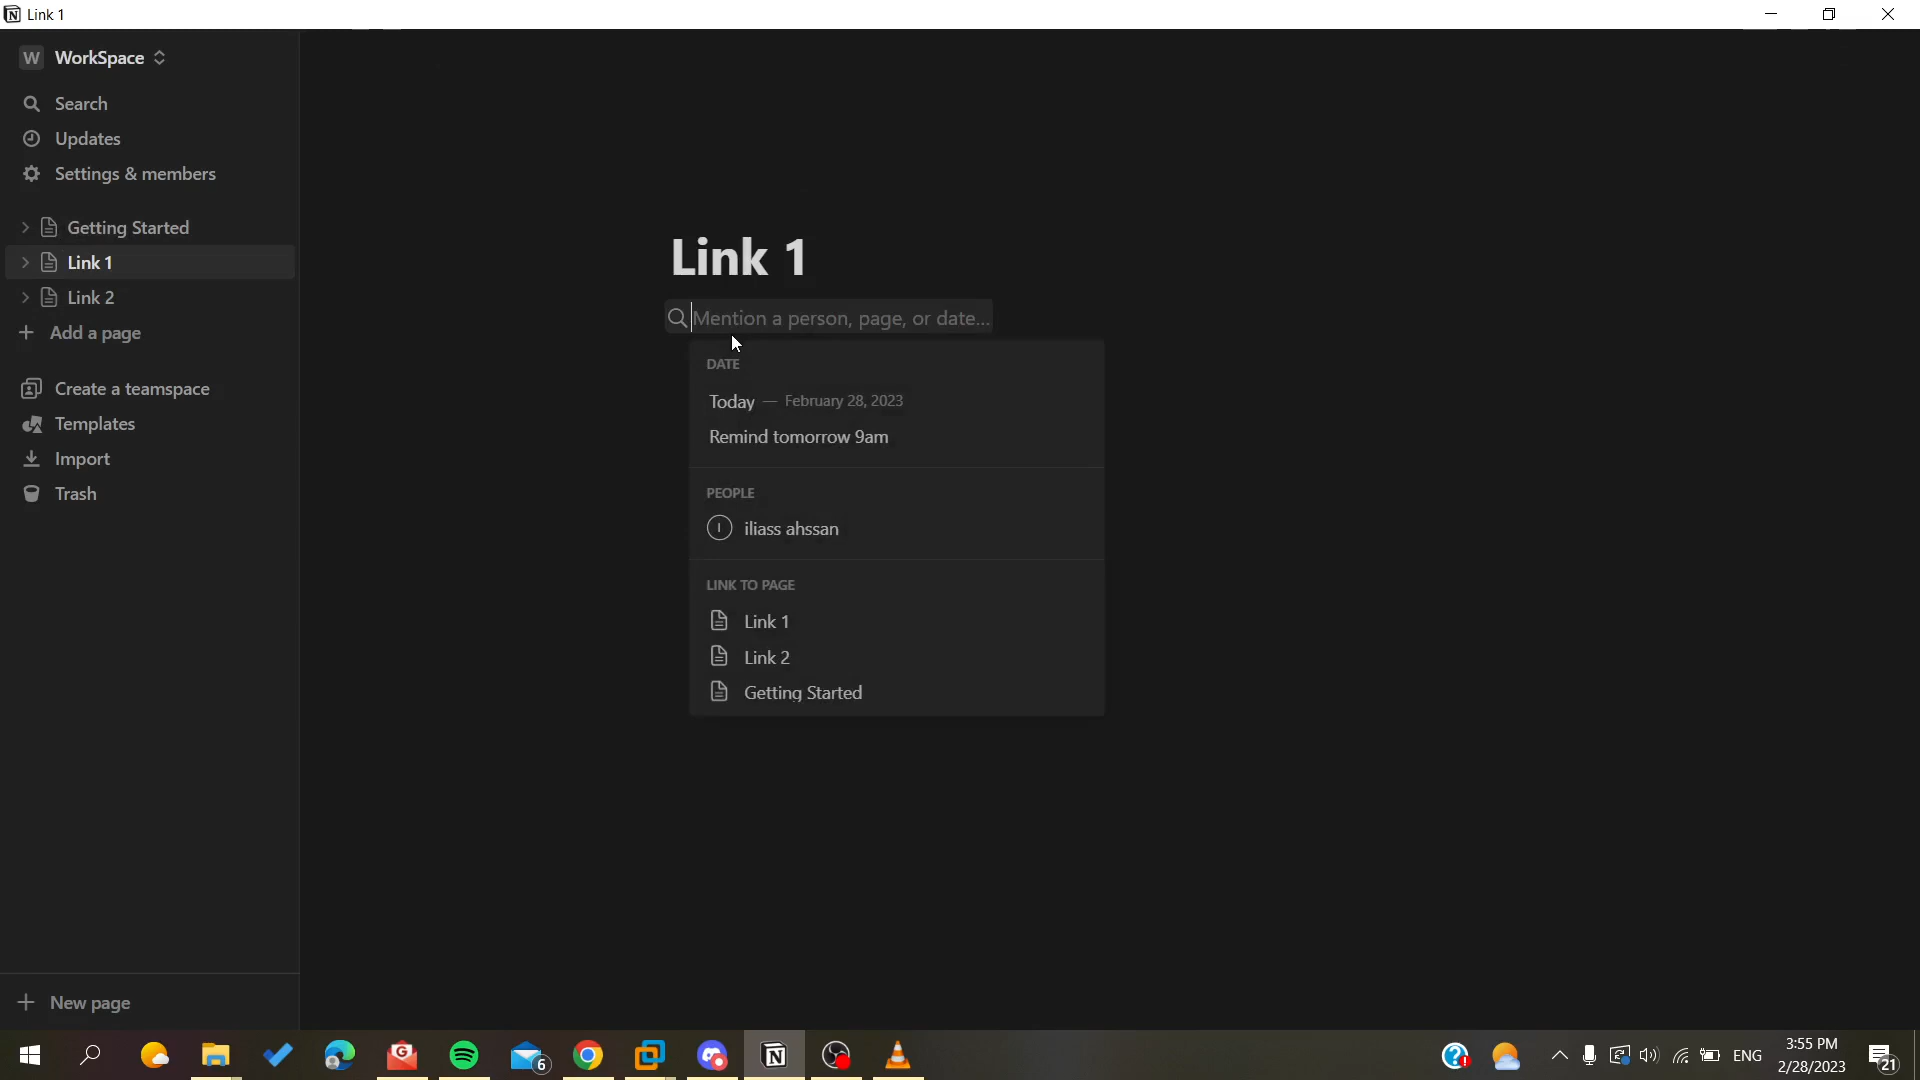 Link 1
W WorkSpace
Search
Updates
Settings & members
Getting Started
Link 1
Link 2
+ Add a page
Create a teamspace
Templates
Import
Trash
+ New page
Link 1
Mention a person, page, or date...
DATE
Today — February 28, 2023
Remind tomorrow 9am
PEOPLE
I iliass ahssan
LINK TO PAGE
Link 1
Link 2
Getting Started
6
ENG
3:55 PM
2/28/2023
21